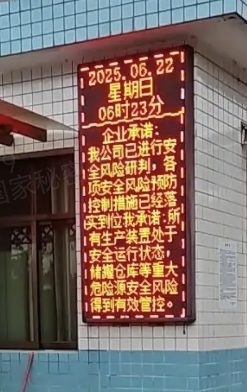 2025.06.22
星期日
06时23分
企业承诺:
我公司已进行安
全风险研判，各
项安全风险预防
控制措施已经落
实到位我承诺:所
有生产装置处于
安全运行状态，
储罐仓库等重大
危险源安全风险
得到有效管控。